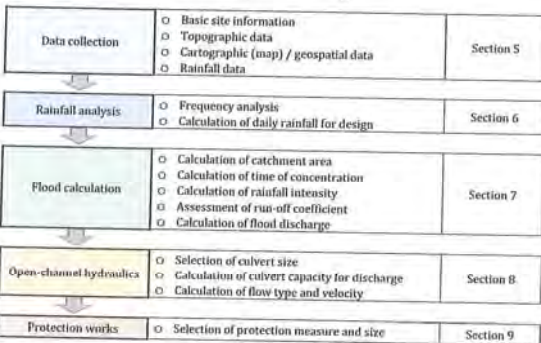 Data collection
o Basic site information
o Topographic data
o Cartographic (map) / geospatial data
o Rainfall data
Section 5
Rainfall analysis
o Frequency analysis
o Calculation of daily rainfall for design
Section 6
Flood calculation
o Calculation of catchment area
o Calculation of time of concentration
o Calculation of rainfall intensity
o Assessment of run-off coefficient
o Calculation of flood discharge
Section 7
Open-channel hydraulics
o Selection of culvert size
o Calculation of culvert capacity for discharge
o Calculation of flow type and velocity
Section 8
Protection works
o Selection of protection measure and size
Section 9